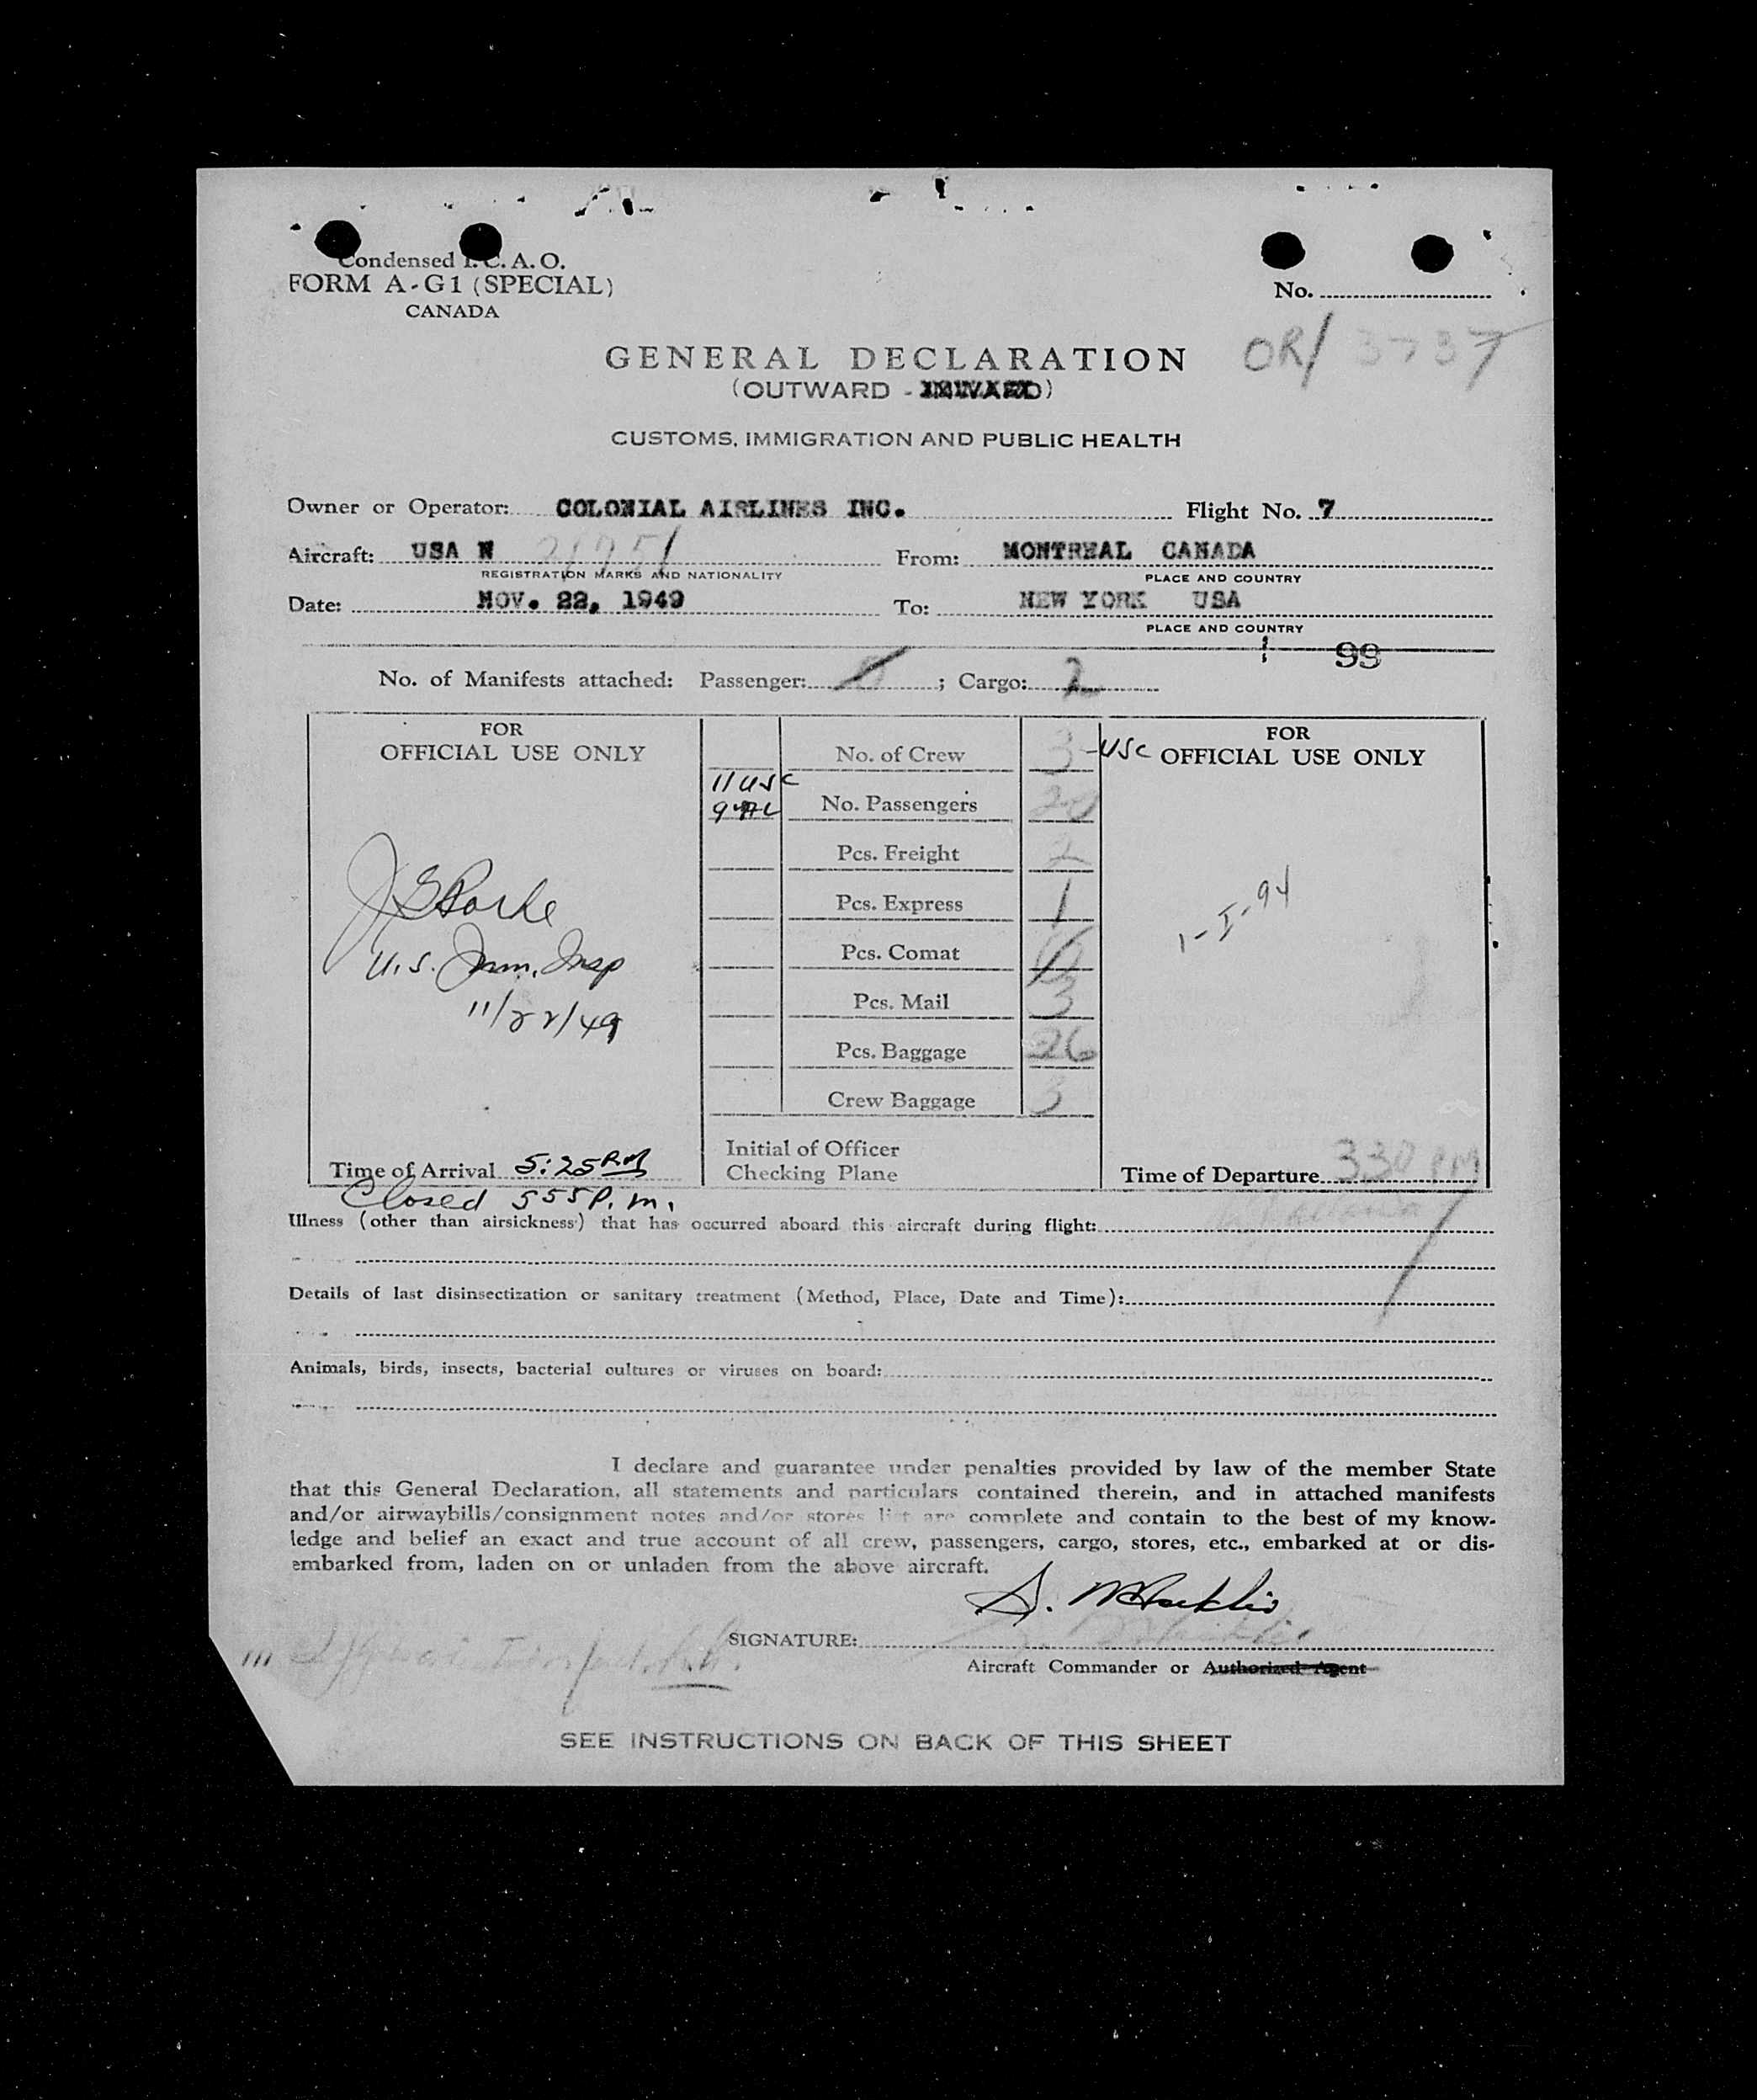 Condensed I.C.A.O.
FORM A-G1 (SPECIAL)
CANADA
No.
OR/ 3737
GENERAL DECLARATION
(OUTWARD - INWARD)
CUSTOMS, IMMIGRATION AND PUBLIC HEALTH
Owner or Operator: COLONIAL AIRLINES INC. Flight No. 7
Aircraft: USA N 21751 From: MONTREAL CANADA
REGISTRATION MARKS AND NATIONALITY PLACE AND COUNTRY
Date: NOV. 22, 1949 To: NEW YORK USA
PLACE AND COUNTRY
99
No. of Manifests attached: Passenger: ; Cargo: 2
FOR
OFFICIAL USE ONLY
No. of Crew 3 -USC
FOR
OFFICIAL USE ONLY
11 USC
9 AL
No. Passengers 20
Pcs. Freight 2
Pcs. Express 1
Pcs. Comat
Pcs. Mail 3
Pcs. Baggage 26
Crew Baggage 3
U.S. Imm. Insp
11/22/49
1-I-94
Initial of Officer
Checking Plane
Time of Arrival 5:25 PM
Time of Departure 330 PM
Closed 555 P.m.
Illness (other than airsickness) that has occurred aboard this aircraft during flight:
Details of last disinsectization or sanitary treatment (Method, Place, Date and Time):
Animals, birds, insects, bacterial cultures or viruses on board:
I declare and guarantee under penalties provided by law of the member State
that this General Declaration, all statements and particulars contained therein, and in attached manifests
and/or airwaybills/consignment notes and/or stores list are complete and contain to the best of my know-
ledge and belief an exact and true account of all crew, passengers, cargo, stores, etc., embarked at or dis-
embarked from, laden on or unladen from the above aircraft.
SIGNATURE:
Aircraft Commander or Authorized Agent
SEE INSTRUCTIONS ON BACK OF THIS SHEET